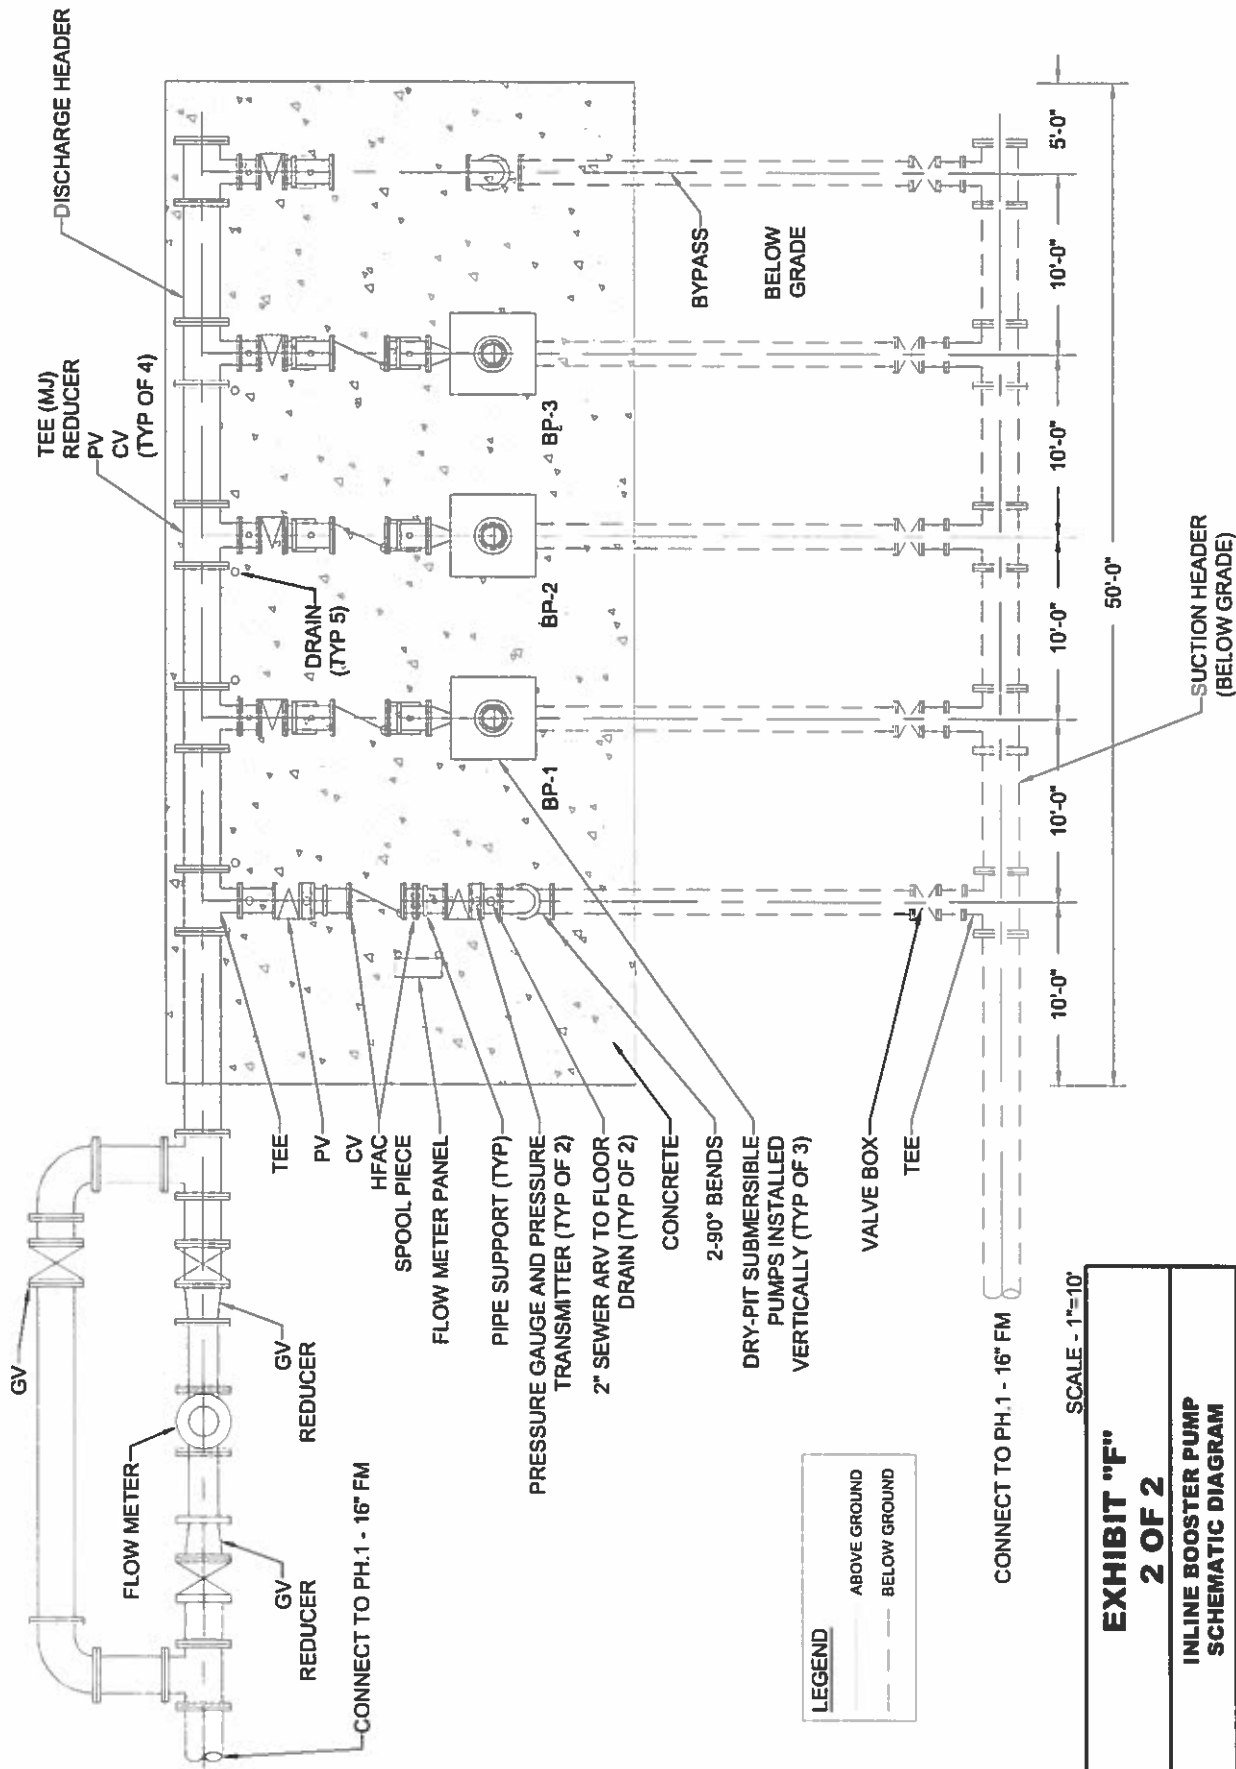 DISCHARGE HEADER
TEE (MJ)
REDUCER
PV
CV
(TYP OF 4)
DRAIN
(TYP 5)
BP-1
BP-2
BP-3
BYPASS
BELOW
GRADE
GV
FLOW METER
GV
REDUCER
GV
REDUCER
CONNECT TO PH.1 - 16" FM
TEE
PV
CV
HFAC
SPOOL PIECE
FLOW METER PANEL
PIPE SUPPORT (TYP)
PRESSURE GAUGE AND PRESSURE
TRANSMITTER (TYP OF 2)
2" SEWER ARV TO FLOOR
DRAIN (TYP OF 2)
CONCRETE
2-90° BENDS
DRY-PIT SUBMERSIBLE
PUMPS INSTALLED
VERTICALLY (TYP OF 3)
VALVE BOX
TEE
CONNECT TO PH.1 - 16" FM
10'-0"
10'-0"
10'-0"
10'-0"
10'-0"
5'-0"
50'-0"
SUCTION HEADER
(BELOW GRADE)
LEGEND
ABOVE GROUND
BELOW GROUND
SCALE - 1"=10'
EXHIBIT "F"
2 OF 2
INLINE BOOSTER PUMP
SCHEMATIC DIAGRAM